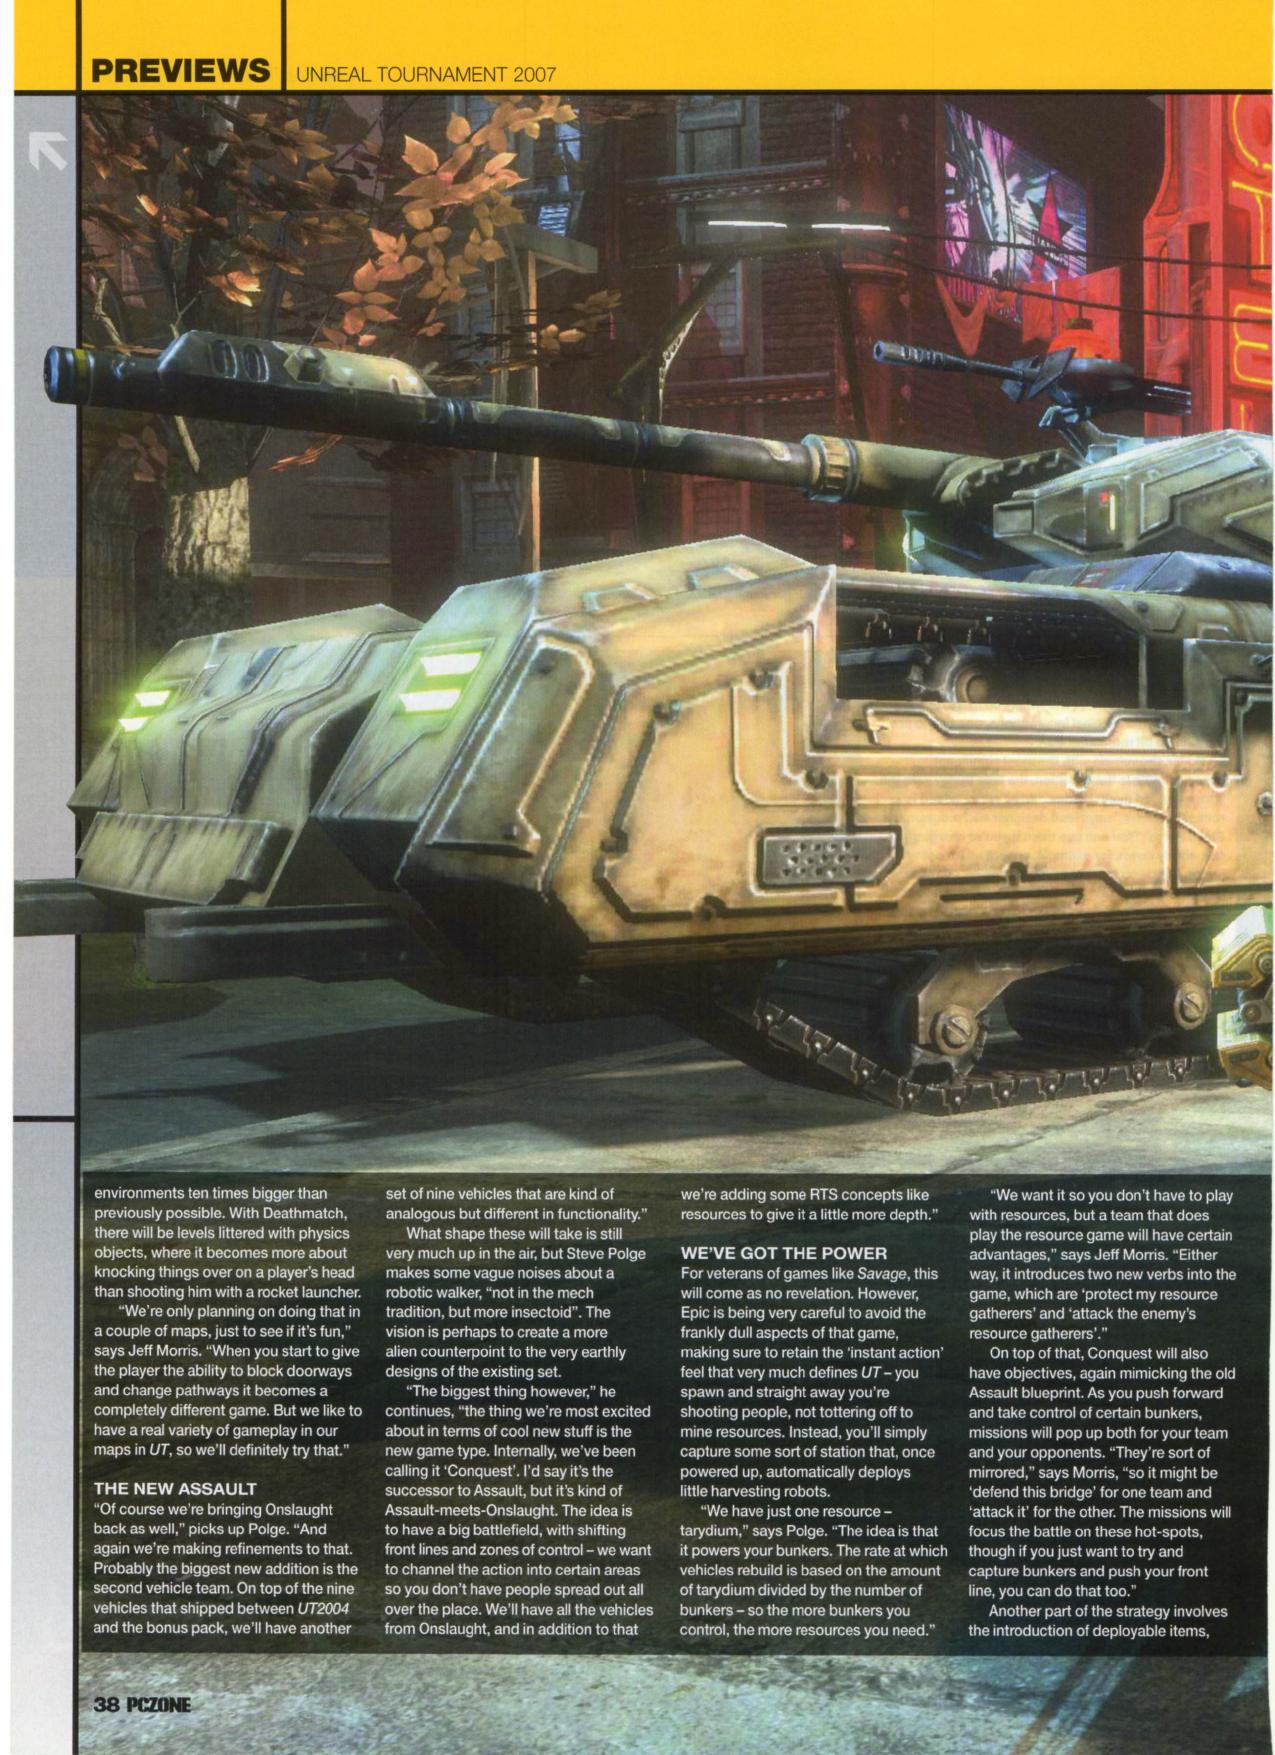 PREVIEWS
UNREAL TOURNAMENT 2007
environments ten times bigger than
previously possible. With Deathmatch,
there will be levels littered with physics
objects, where it becomes more about
knocking things over on a player's head
than shooting him with a rocket launcher.
"We're only planning on doing that in
a couple of maps, just to see if it's fun,"
says Jeff Morris. "When you start to give
the player the ability to block doorways
and change pathways it becomes a
completely different game. But we like to
have a real variety of gameplay in our
maps in UT, so we'll definitely try that."
THE NEW ASSAULT
"Of course we're bringing Onslaught
back as well," picks up Polge. "And
again we're making refinements to that.
Probably the biggest new addition is the
second vehicle team. On top of the nine
vehicles that shipped between UT2004
and the bonus pack, we'll have another
set of nine vehicles that are kind of
analogous but different in functionality."
What shape these will take is still
very much up in the air, but Steve Polge
makes some vague noises about a
robotic walker, "not in the mech
tradition, but more insectoid". The
vision is perhaps to create a more
alien counterpoint to the very earthly
designs of the existing set.
"The biggest thing however," he
continues, "the thing we're most excited
about in terms of cool new stuff is the
new game type. Internally, we've been
calling it 'Conquest'. I'd say it's the
successor to Assault, but it's kind of
Assault-meets-Onslaught. The idea is
to have a big battlefield, with shifting
front lines and zones of control – we want
to channel the action into certain areas
so you don't have people spread out all
over the place. We'll have all the vehicles
from Onslaught, and in addition to that
we're adding some RTS concepts like
resources to give it a little more depth."
WE'VE GOT THE POWER
For veterans of games like Savage, this
will come as no revelation. However,
Epic is being very careful to avoid the
frankly dull aspects of that game,
making sure to retain the 'instant action'
feel that very much defines UT – you
spawn and straight away you're
shooting people, not tottering off to
mine resources. Instead, you'll simply
capture some sort of station that, once
powered up, automatically deploys
little harvesting robots.
"We have just one resource –
tarydium," says Polge. "The idea is that
it powers your bunkers. The rate at which
vehicles rebuild is based on the amount
of tarydium divided by the number of
bunkers – so the more bunkers you
control, the more resources you need."
"We want it so you don't have to play
with resources, but a team that does
play the resource game will have certain
advantages," says Jeff Morris. "Either
way, it introduces two new verbs into the
game, which are 'protect my resource
gatherers' and 'attack the enemy's
resource gatherers'."
On top of that, Conquest will also
have objectives, again mimicking the old
Assault blueprint. As you push forward
and take control of certain bunkers,
missions will pop up both for your team
and your opponents. "They're sort of
mirrored," says Morris, "so it might be
'defend this bridge' for one team and
'attack it' for the other. The missions will
focus the battle on these hot-spots,
though if you just want to try and
capture bunkers and push your front
line, you can do that too."
Another part of the strategy involves
the introduction of deployable items,
38 PCZONE